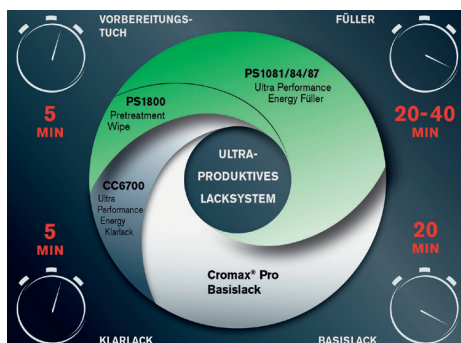 VORBEREITUNGS-
TUCH
FÜLLER
5
MIN
20-40
MIN
PS1081/84/87
Ultra Performance
Energy Füller
PS1800
Pretreatment
Wipe
ULTRA-
PRODUKTIVES
LACKSYSTEM
CC6700
Ultra
Performance
Energy
Klarlack
Cromax® Pro
Basislack
5
MIN
20
MIN
KLARLACK
BASISLACK